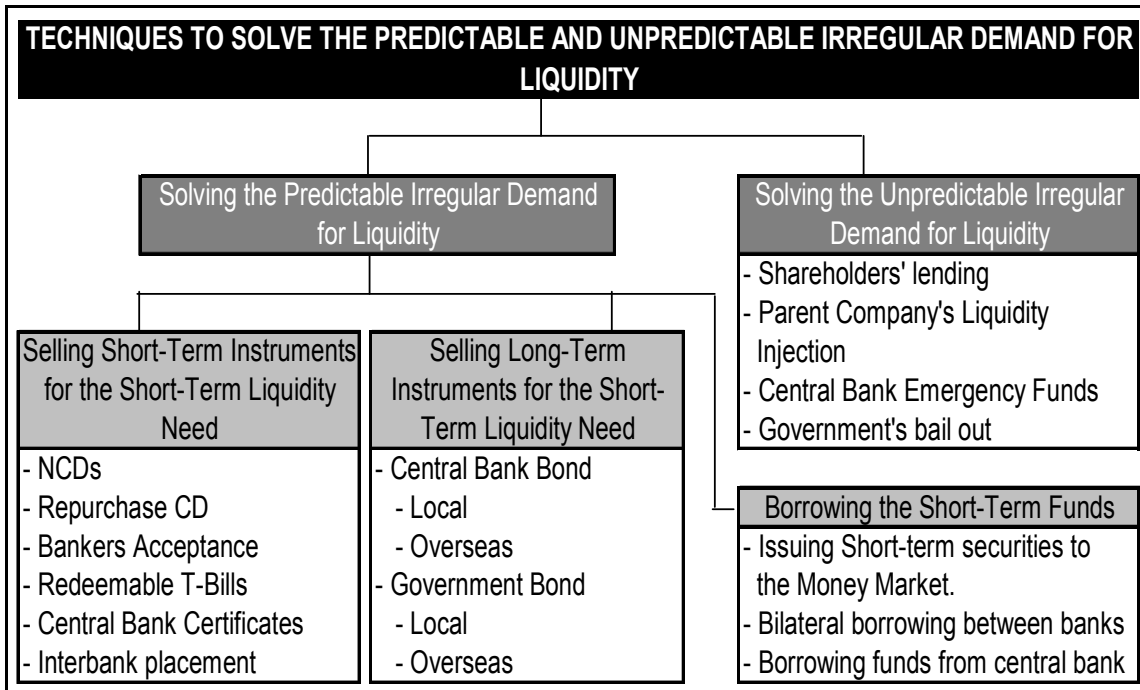 TECHNIQUES TO SOLVE THE PREDICTABLE AND UNPREDICTABLE IRREGULAR DEMAND FOR
LIQUIDITY
Solving the Predictable Irregular Demand
for Liquidity
Selling Short-Term Instruments
for the Short-Term Liquidity
Need
- NCDs
- Repurchase CD
- Bankers Acceptance
- Redeemable T-Bills
- Central Bank Certificates
- Interbank placement
Selling Long-Term
Instruments for the Short-
Term Liquidity Need
- Central Bank Bond
- Local
- Overseas
- Government Bond
- Local
- Overseas
Solving the Unpredictable Irregular
Demand for Liquidity
- Shareholders' lending
- Parent Company's Liquidity
Injection
- Central Bank Emergency Funds
- Government's bail out
Borrowing the Short-Term Funds
- Issuing Short-term securities to
the Money Market.
- Bilateral borrowing between banks
- Borrowing funds from central bank